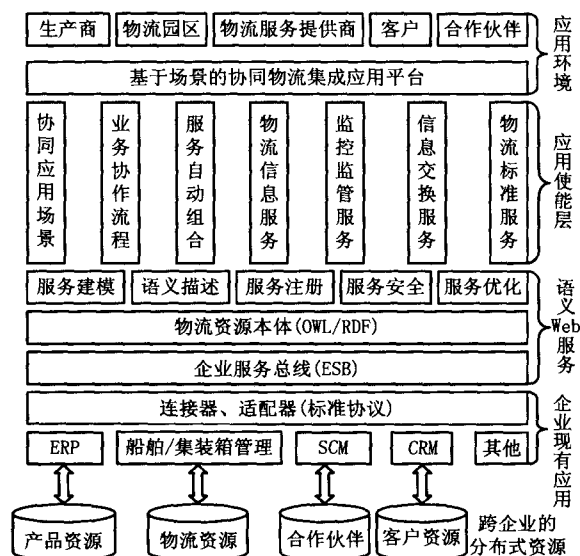 生产商 物流园区 物流服务提供商 客户 合作伙伴
应用环境
基于场景的协同物流集成应用平台
协同应用场景
业务协作流程
服务自动组合
物流信息服务
监控监管服务
信息交换服务
物流标准服务
应用使能层
服务建模 语义描述 服务注册 服务安全 服务优化
物流资源本体(OWL/RDF)
企业服务总线(ESB)
语义
Web
服务
连接器、适配器(标准协议)
ERP 船舶/集装箱管理 SCM CRM 其他
企业现有应用
产品资源 物流资源 合作伙伴 客户资源
跨企业的
分布式资源